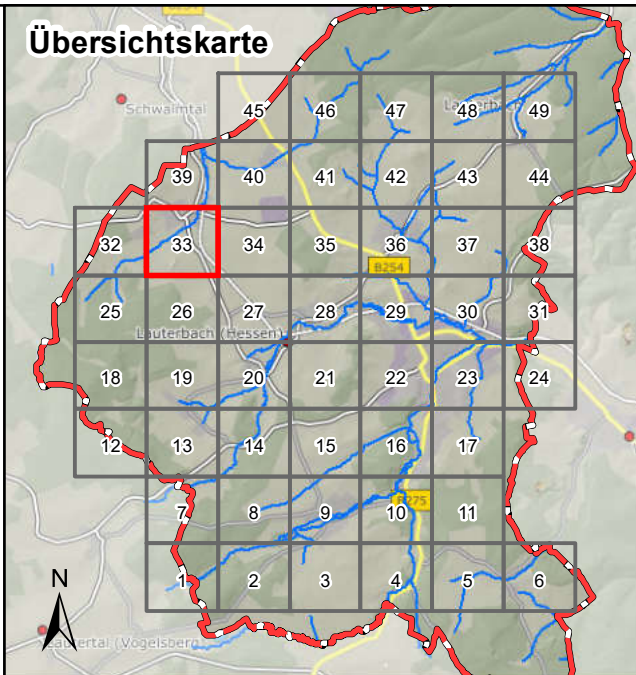 Übersichtskarte
Schwalmtal
45 46 47 48 49
39 40 41 42 43 44
32 33 34 35 36 37 38
B254
25 26 27 28 29 30 31
Lauterbach (Hessen)
18 19 20 21 22 23 24
12 13 14 15 16 17
7 8 9 10 11
B275
1 2 3 4 5 6
N
Lautertal (Vogelsberg)